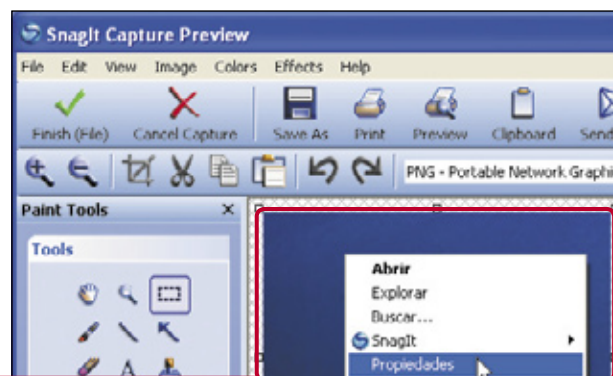 SnagIt Capture Preview
File Edit View Image Colors Effects Help
Finish (File) Cancel Capture Save As Print Preview Clipboard Send
PNG - Portable Network Graphi
Paint Tools
Tools
Abrir
Explorar
Buscar...
SnagIt
Propiedades
A